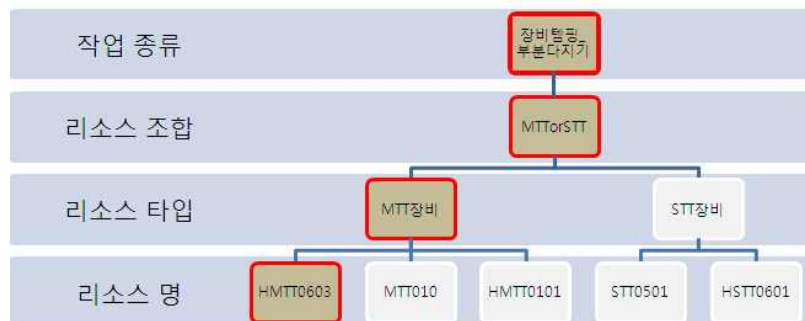 작업 종류
장비템핑_
부분다지기
리소스 조합
MTTorSTT
리소스 타입
MTT장비
STT장비
리소스 명
HMTT0603
MTT010
HMTT0101
STT0501
HSTT0601